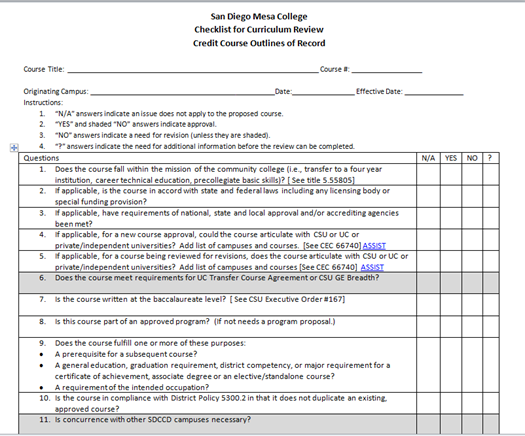 San Diego Mesa College
Checklist for Curriculum Review
Credit Course Outlines of Record
Course Title: Course #:
Originating Campus: Date: Effective Date:
Instructions:
1. "N/A" answers indicate an issue does not apply to the proposed course.
2. "YES" and shaded "NO" answers indicate approval.
3. "NO" answers indicate a need for revision (unless they are shaded).
4. "?" answers indicate the need for additional information before the review can be completed.
Questions N/A YES NO ?
1. Does the course fall within the mission of the community college (i.e., transfer to a four year
institution, career technical education, precollegiate basic skills)? [ See title 5.55805]
2. If applicable, is the course in accord with state and federal laws including any licensing body or
special funding provision?
3. If applicable, have requirements of national, state and local approval and/or accrediting agencies
been met?
4. If applicable, for a new course approval, could the course articulate with CSU or UC or
private/independent universities? Add list of campuses and courses. [See CEC 66740] ASSIST
5. If applicable, for a course being reviewed for revisions, does the course articulate with CSU or UC or
private/independent universities? Add list of campuses and courses [See CEC 66740] ASSIST
6. Does the course meet requirements for UC Transfer Course Agreement or CSU GE Breadth?
7. Is the course written at the baccalaureate level? [ See CSU Executive Order #167]
8. Is this course part of an approved program? (If not needs a program proposal.)
9. Does the course fulfill one or more of these purposes:
• A prerequisite for a subsequent course?
• A general education, graduation requirement, district competency, or major requirement for a
certificate of achievement, associate degree or an elective/standalone course?
• A requirement of the intended occupation?
10. Is the course in compliance with District Policy 5300.2 in that it does not duplicate an existing,
approved course?
11. Is concurrence with other SDCCD campuses necessary?